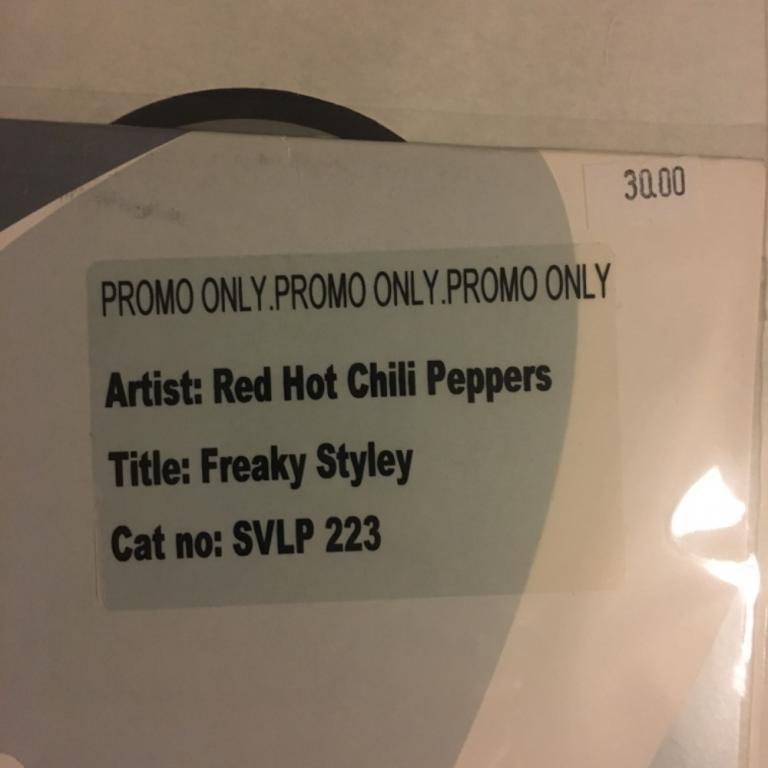 30.00
PROMO ONLY.PROMO ONLY.PROMO ONLY
Artist: Red Hot Chili Peppers
Title: Freaky Styley
Cat no: SVLP 223